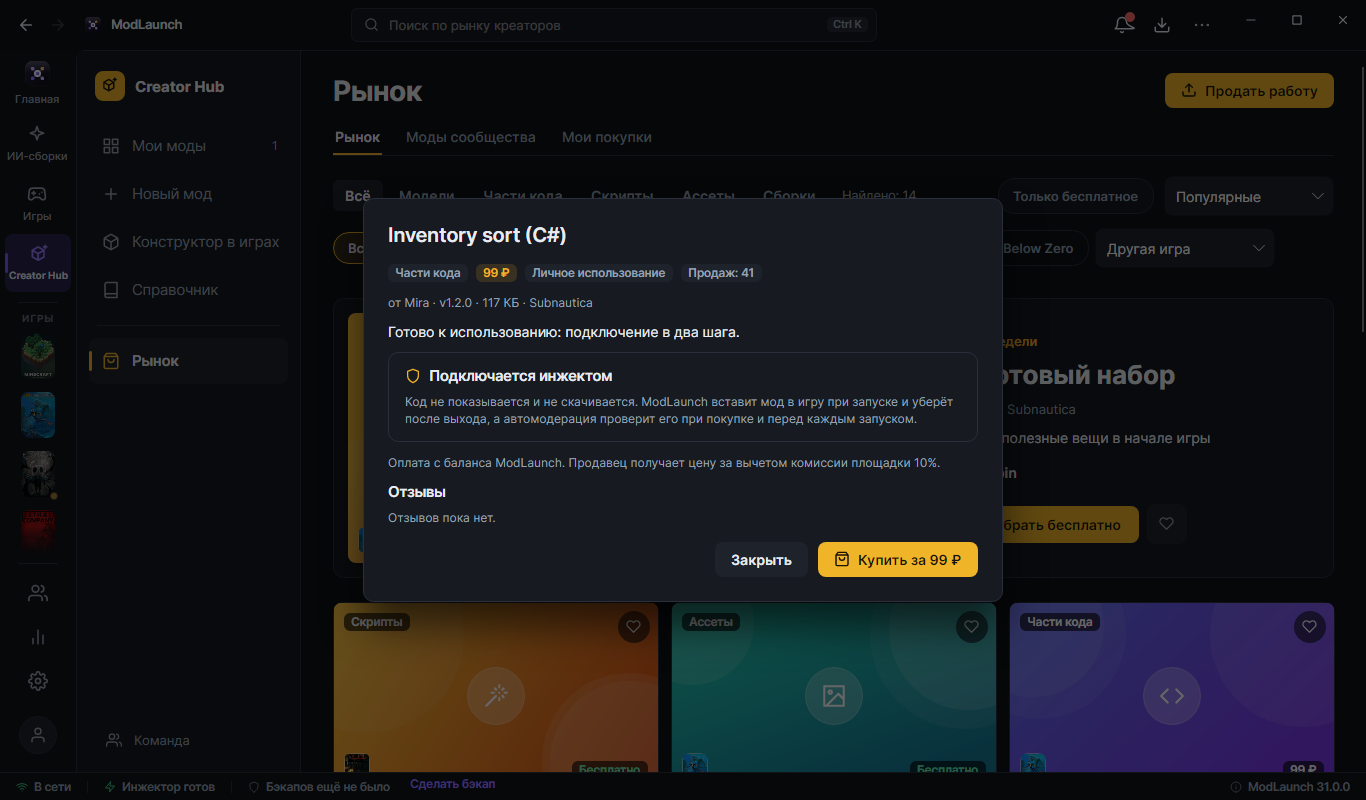 ModLaunch
Поиск по рынку креаторов
Ctrl K
Главная
ИИ-сборки
Игры
Creator Hub
ИГРЫ
MINECRAFT
Creator Hub
Мои моды 1
Новый мод
Конструктор в играх
Справочник
Рынок
Команда
Рынок
Продать работу
Рынок Моды сообщества Мои покупки
Всё Модели Части кода Скрипты Ассеты Сборки Найдено: 14
Только бесплатное
Популярные
Вс
Below Zero
Другая игра
Inventory sort (C#)
Части кода 99 ₽ Личное использование Продаж: 41
от Mira · v1.2.0 · 117 КБ · Subnautica
Готово к использованию: подключение в два шага.
Подключается инжектом
Код не показывается и не скачивается. ModLaunch вставит мод в игру при запуске и уберёт
после выхода, а автомодерация проверит его при покупке и перед каждым запуском.
Оплата с баланса ModLaunch. Продавец получает цену за вычетом комиссии площадки 10%.
Отзывы
Отзывов пока нет.
Закрыть
Купить за 99 ₽
едели
отовый набор
Subnautica
полезные вещи в начале игры
in
брать бесплатно
Скрипты
Бесплатно
Ассеты
Бесплатно
Части кода
99 ₽
В сети
Инжектор готов
Бэкапов ещё не было
Сделать бэкап
ModLaunch 31.0.0